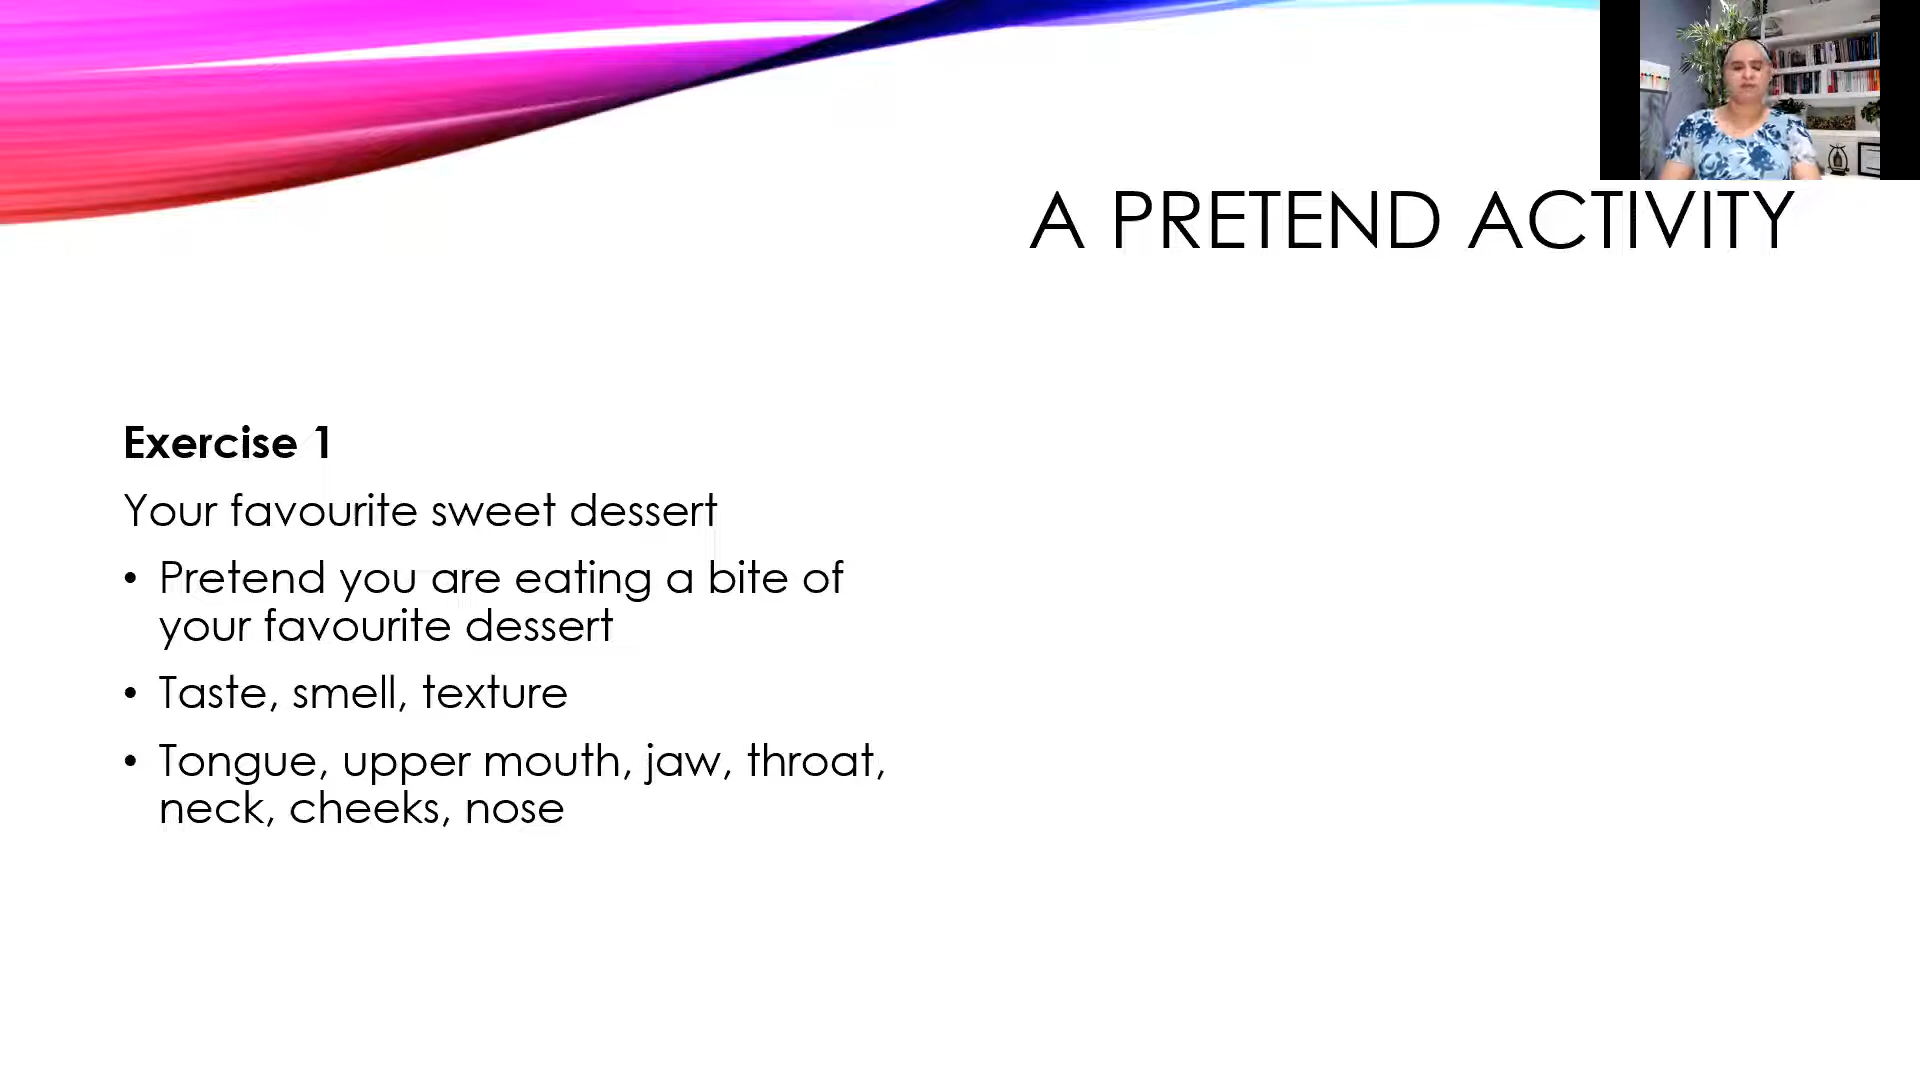 A PRETEND ACTIVITY
Exercise 1
Your favourite sweet dessert
• Pretend you are eating a bite of
your favourite dessert
• Taste, smell, texture
• Tongue, upper mouth, jaw, throat,
neck, cheeks, nose